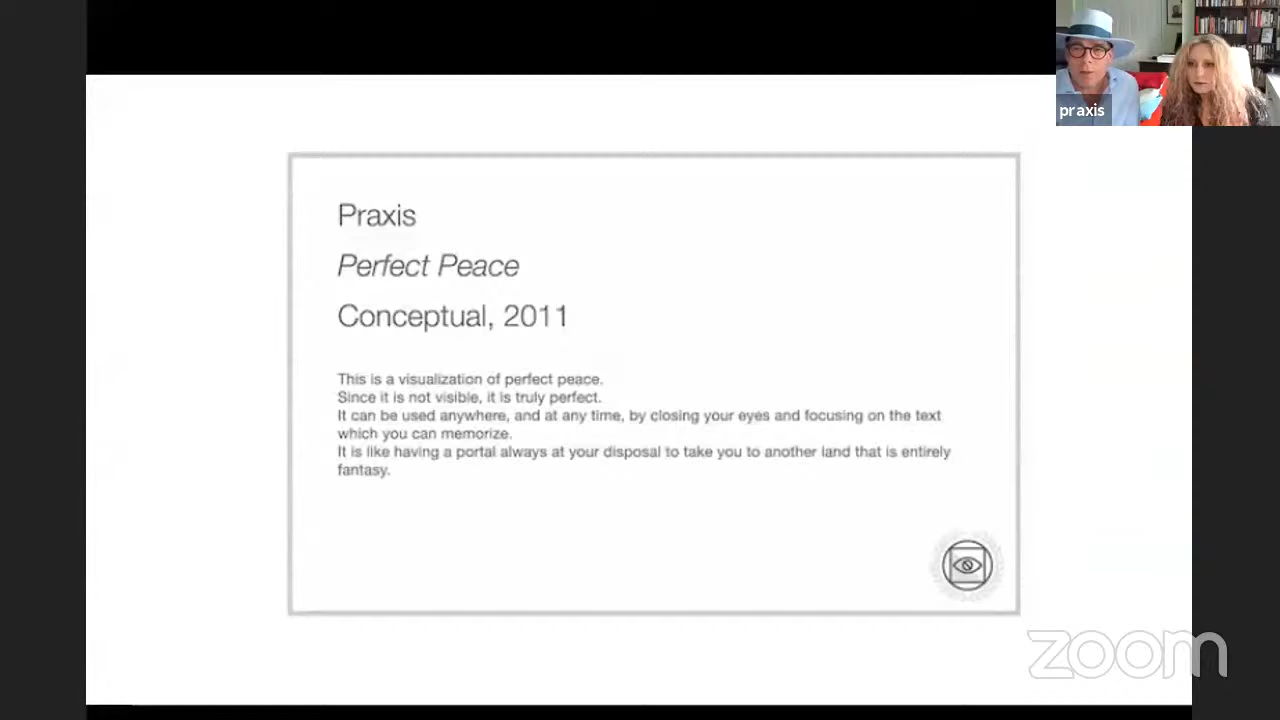 praxis
Praxis
Perfect Peace
Conceptual, 2011
This is a visualization of perfect peace.
Since it is not visible, it is truly perfect.
It can be used anywhere, and at any time, by closing your eyes and focusing on the text
which you can memorize.
It is like having a portal always at your disposal to take you to another land that is entirely
fantasy.
zoom